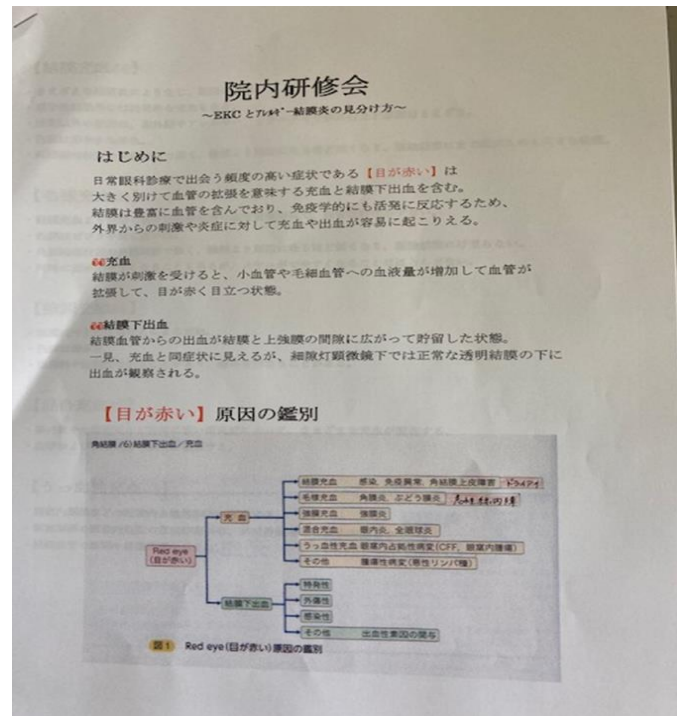 院内研修会
～EKCとｱﾚﾙｷﾞｰ結膜炎の見分け方～
はじめに
日常眼科診療で出会う頻度の高い症状である【目が赤い】は
大きく別けて血管の拡張を意味する充血と結膜下出血を含む。
結膜は豊富に血管を含んでおり、免疫学的にも活発に反応するため、
外界からの刺激や炎症に対して充血や出血が容易に起こりえる。
充血
結膜が刺激を受けると、小血管や毛細血管への血液量が増加して血管が
拡張して、目が赤く目立つ状態。
結膜下出血
結膜血管からの出血が結膜と上強膜の間隙に広がって貯留した状態。
一見、充血と同症状に見えるが、細隙灯顕微鏡下では正常な透明結膜の下に
出血が観察される。
【目が赤い】原因の鑑別
角結膜/6)結膜下出血/充血
Red eye
(目が赤い)
充血
結膜充血 感染、免疫異常、角結膜上皮障害 ドライアイ
毛様充血 角膜炎、ぶどう膜炎
強膜充血 強膜炎
混合充血 眼内炎、全眼球炎
うっ血性充血 眼窩内占拠性病変(CFF、眼窩内腫瘍)
その他 腫瘍性病変(悪性リンパ種)
結膜下出血
特発性
外傷性
感染性
その他 出血性素因の関与
図1 Red eye(目が赤い)原因の鑑別